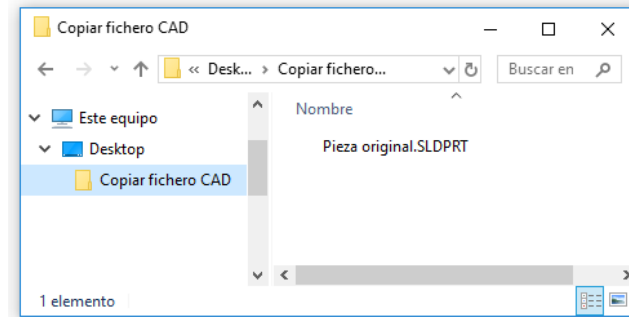 Copiar fichero CAD
« Desk... › Copiar fichero... Buscar en
Este equipo
Desktop
Copiar fichero CAD
Nombre
Pieza original.SLDPRT
1 elemento